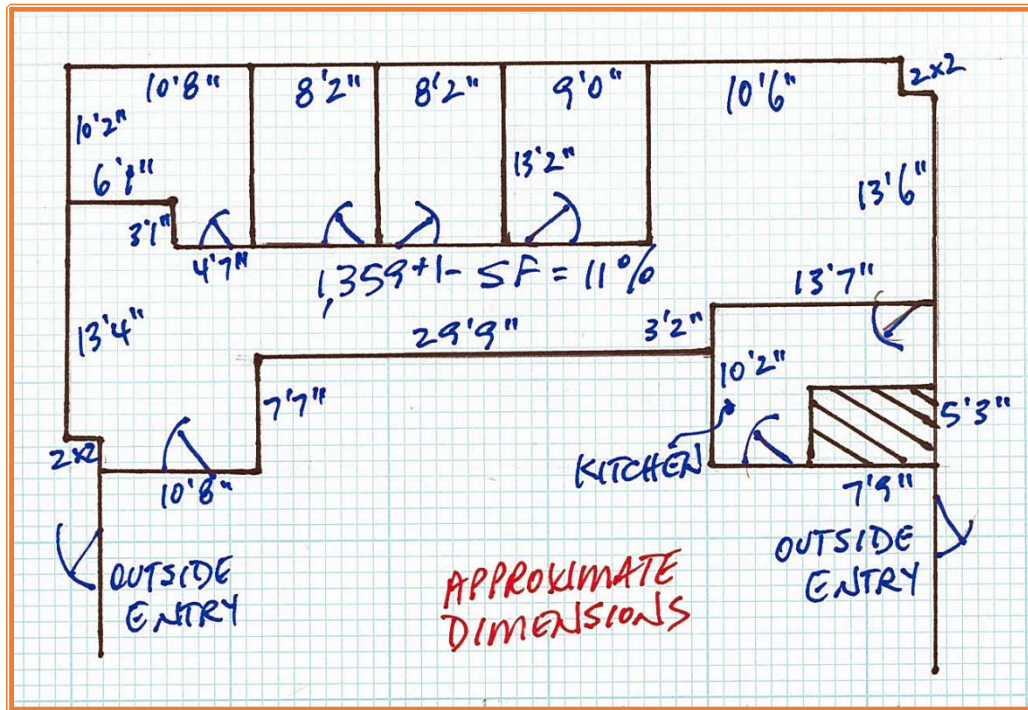 10'8"
8'2"
8'2"
9'0"
10'6"
2x2
10'2"
13'2"
6'1"
13'6"
3'1"
4'7"
1,359+/- SF = 11%
13'7"
13'4"
29'9"
3'2"
7'7"
10'2"
5'3"
2x2
KITCHEN
10'8"
7'9"
OUTSIDE
ENTRY
APPROXIMATE
DIMENSIONS
OUTSIDE
ENTRY